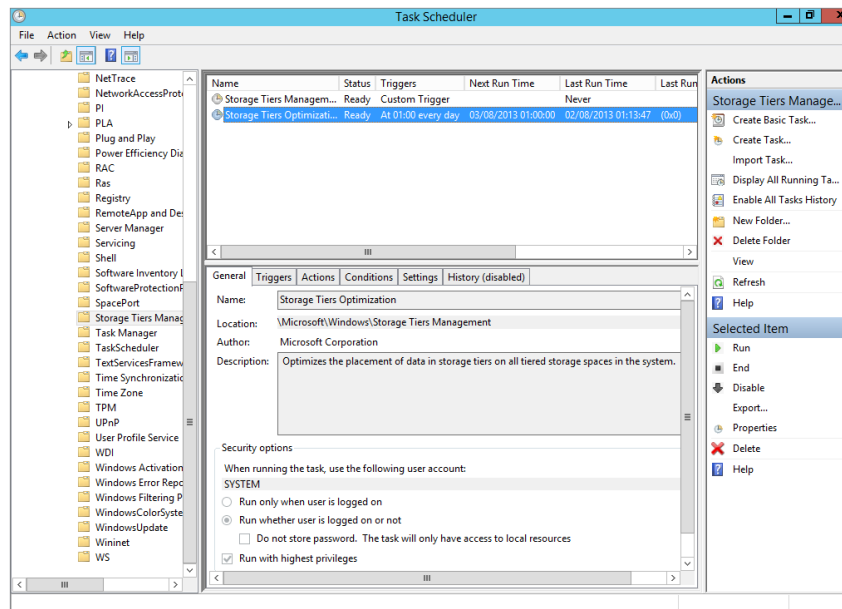 Task Scheduler
File Action View Help
NetTrace
NetworkAccessProte
PI
PLA
Plug and Play
Power Efficiency Dia
RAC
Ras
Registry
RemoteApp and Des
Server Manager
Servicing
Shell
Software Inventory L
SoftwareProtectionP
SpacePort
Storage Tiers Manag
Task Manager
TaskScheduler
TextServicesFramew
Time Synchronizatio
Time Zone
TPM
UPnP
User Profile Service
WDI
Windows Activation
Windows Error Repo
Windows Filtering P
WindowsColorSyste
WindowsUpdate
Wininet
WS
Name Status Triggers Next Run Time Last Run Time Last Run
Storage Tiers Managem... Ready Custom Trigger Never
Storage Tiers Optimizati... Ready At 01:00 every day 03/08/2013 01:00:00 02/08/2013 01:13:47 (0x0)
General Triggers Actions Conditions Settings History (disabled)
Name: Storage Tiers Optimization
Location: \Microsoft\Windows\Storage Tiers Management
Author: Microsoft Corporation
Description: Optimizes the placement of data in storage tiers on all tiered storage spaces in the system.
Security options
When running the task, use the following user account:
SYSTEM
Run only when user is logged on
Run whether user is logged on or not
Do not store password. The task will only have access to local resources
Run with highest privileges
Actions
Storage Tiers Manage...
Create Basic Task...
Create Task...
Import Task...
Display All Running Ta...
Enable All Tasks History
New Folder...
Delete Folder
View
Refresh
Help
Selected Item
Run
End
Disable
Export...
Properties
Delete
Help